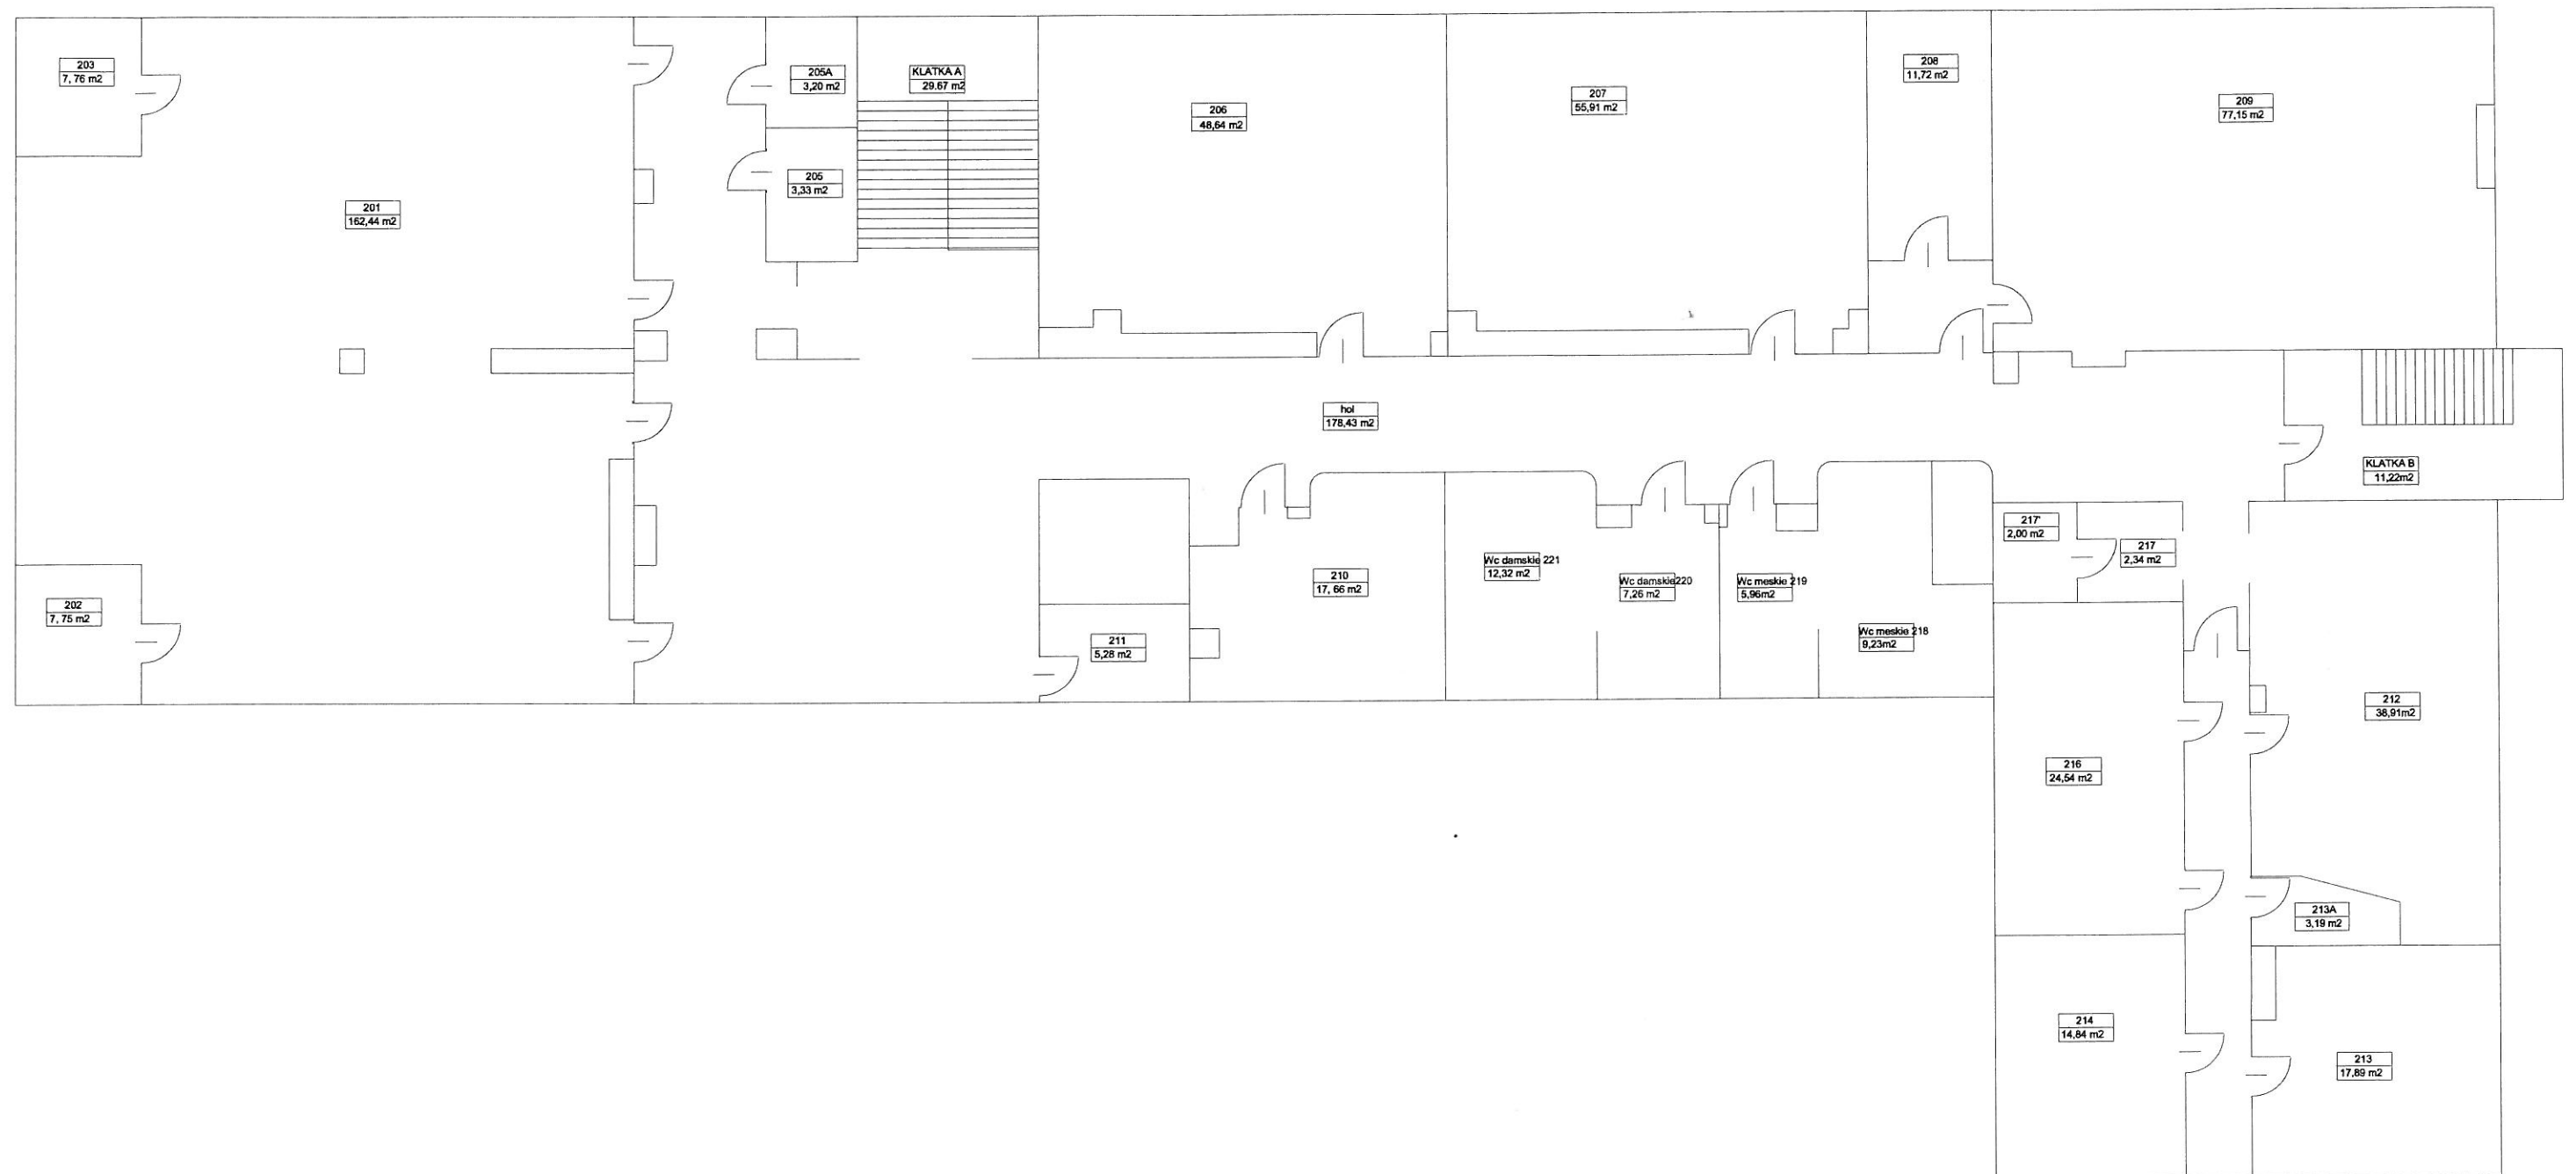 203
7, 76 m2
205A
3,20 m2
KLATKA A
29.67 m2
206
48,64 m2
207
55,91 m2
208
11,72 m2
209
77,15 m2
201
162,44 m2
205
3,33 m2
hol
178,43 m2
KLATKA B
11,22m2
202
7, 75 m2
211
5,28 m2
210
17, 66 m2
Wc damskie 221
12,32 m2
Wc damskie220
7,26 m2
Wc meskie 219
5,96m2
Wc meskie 218
9,23m2
217'
2,00 m2
217
2,34 m2
212
38,91m2
216
24,54 m2
213A
3,19 m2
214
14,84 m2
213
17,89 m2